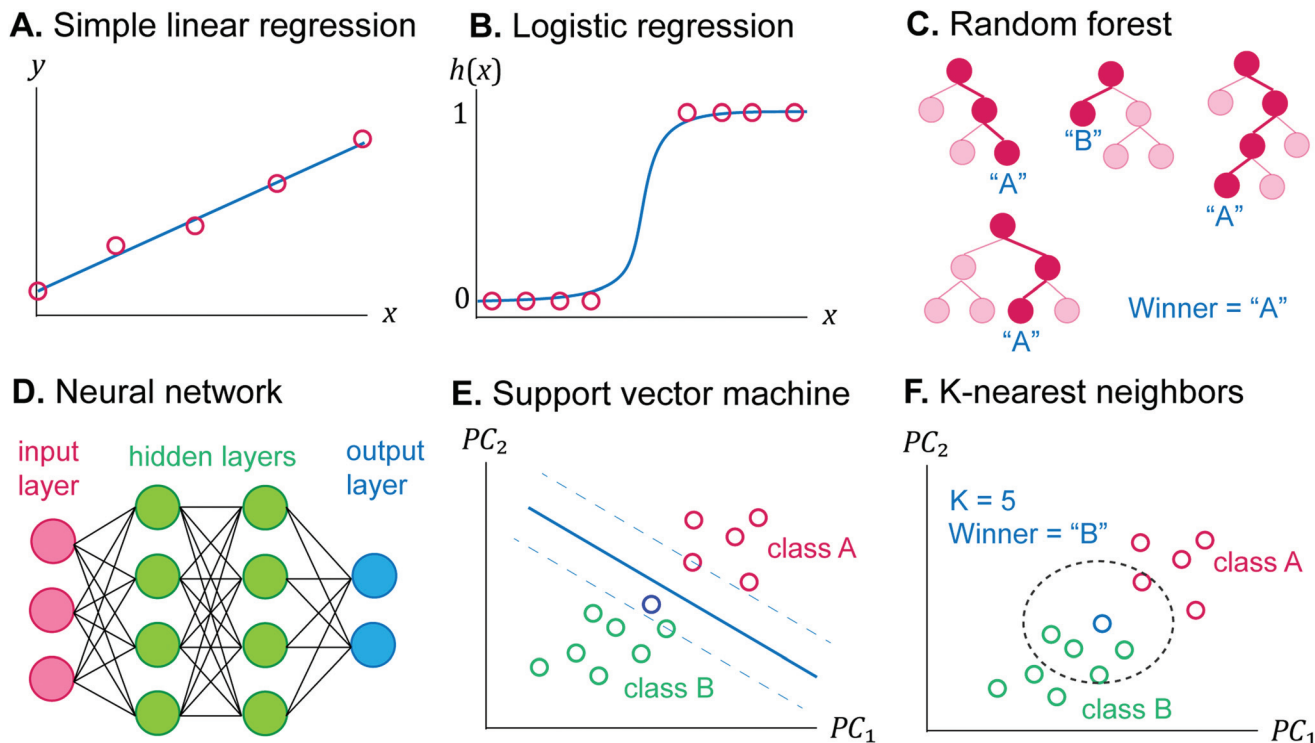 A. Simple linear regression
y
x
B. Logistic regression
h(x)
1
0
x
C. Random forest
“A”
“B”
“A”
“A”
Winner = “A”
D. Neural network
input
layer
hidden layers
output
layer
E. Support vector machine
PC₂
class A
class B
PC₁
F. K-nearest neighbors
PC₂
K = 5
Winner = “B”
class A
class B
PC₁